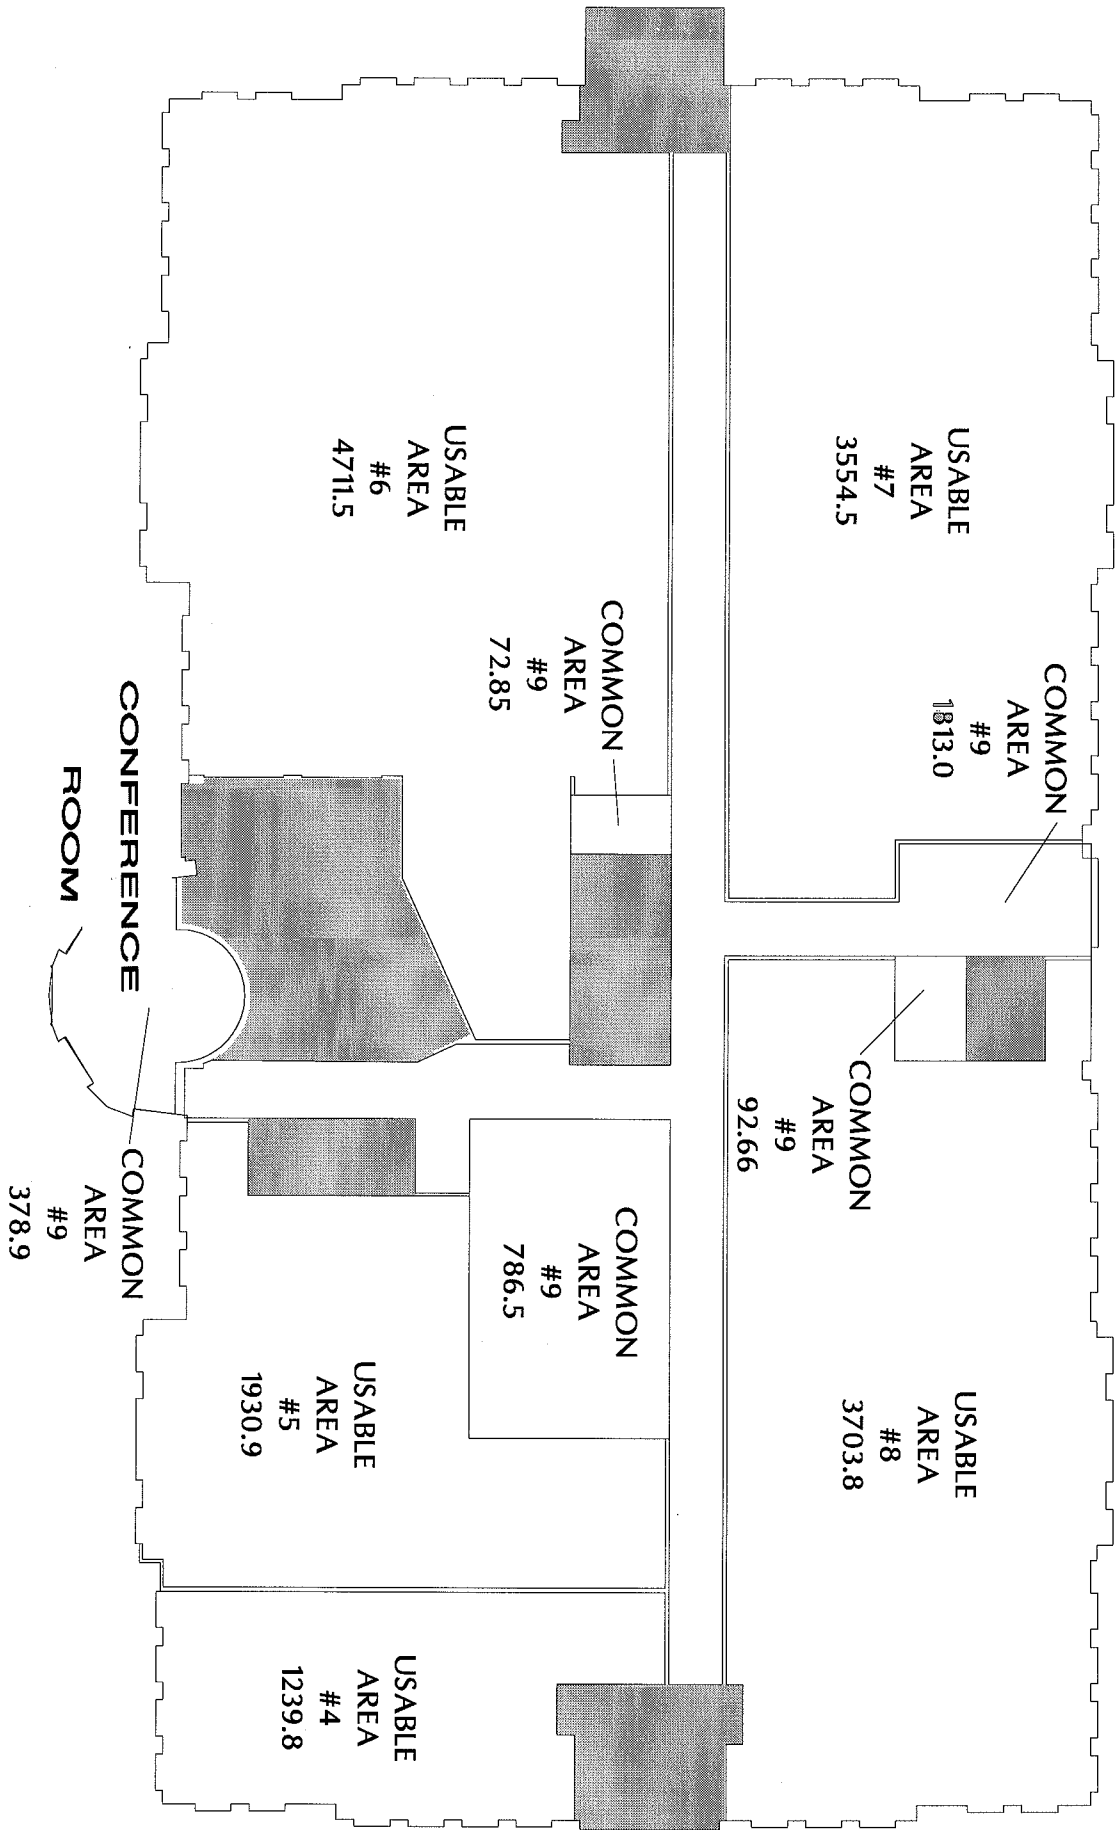 USABLE
AREA
#7
3554.5
COMMON
AREA
#9
1813.0
USABLE
AREA
#8
3703.8
USABLE
AREA
#6
4711.5
COMMON
AREA
#9
72.85
COMMON
AREA
#9
92.66
COMMON
AREA
#9
786.5
USABLE
AREA
#5
1930.9
USABLE
AREA
#4
1239.8
CONFERENCE
ROOM
COMMON
AREA
#9
378.9